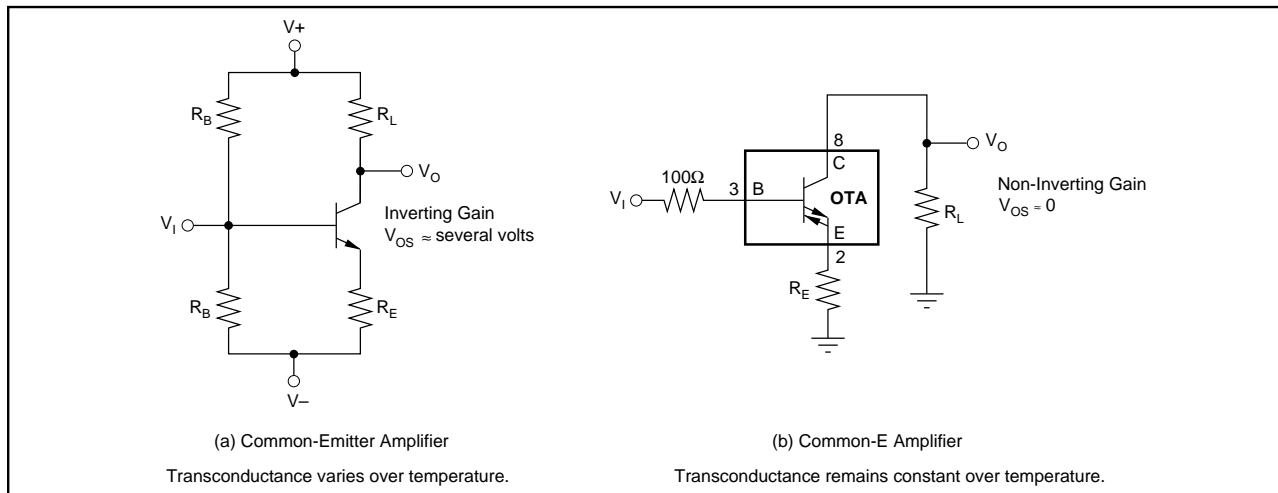 V+
R_B
R_L
V_O
V_I
Inverting Gain
V_OS ≈ several volts
R_B
R_E
V–
(a) Common-Emitter Amplifier
Transconductance varies over temperature.
8
C
V_O
100Ω
3
B
OTA
V_I
Non-Inverting Gain
V_OS ≈ 0
R_L
E
2
R_E
(b) Common-E Amplifier
Transconductance remains constant over temperature.